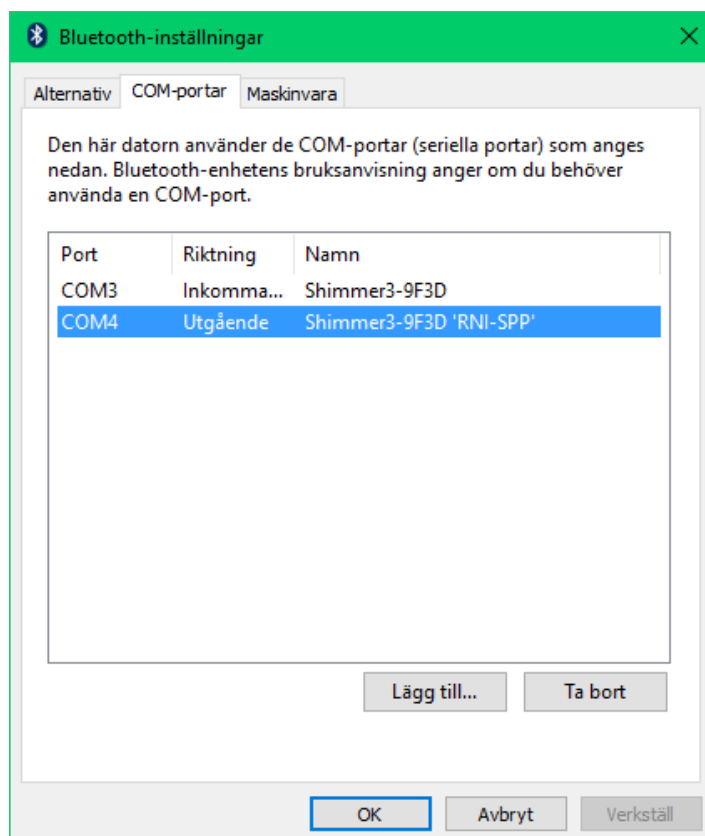 Bluetooth-inställningar
Alternativ COM-portar Maskinvara
Den här datorn använder de COM-portar (seriella portar) som anges
nedan. Bluetooth-enhetens bruksanvisning anger om du behöver
använda en COM-port.
Port Riktning Namn
COM3 Inkomma... Shimmer3-9F3D
COM4 Utgående Shimmer3-9F3D 'RNI-SPP'
Lägg till... Ta bort
OK Avbryt Verkställ